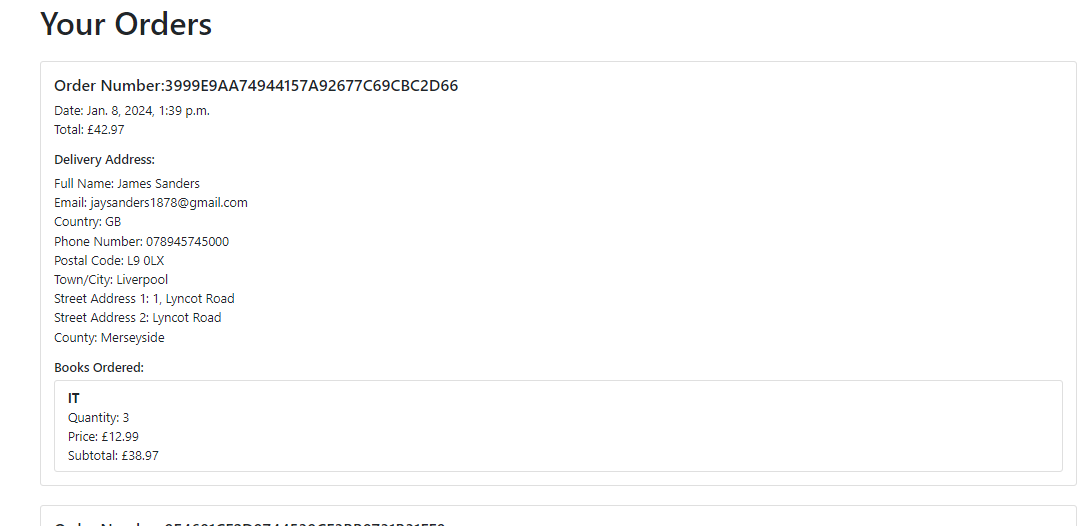 Your Orders
Order Number:3999E9AA74944157A92677C69CBC2D66
Date: Jan. 8, 2024, 1:39 p.m.
Total: £42.97
Delivery Address:
Full Name: James Sanders
Email: jaysanders1878@gmail.com
Country: GB
Phone Number: 078945745000
Postal Code: L9 0LX
Town/City: Liverpool
Street Address 1: 1, Lyncot Road
Street Address 2: Lyncot Road
County: Merseyside
Books Ordered:
IT
Quantity: 3
Price: £12.99
Subtotal: £38.97